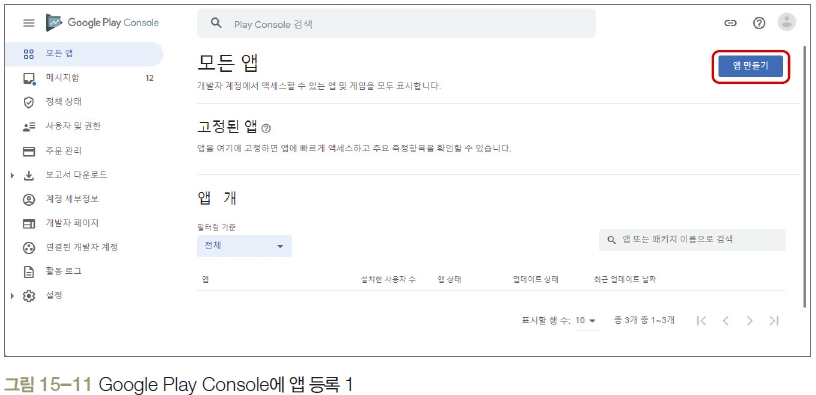 Google Play Console
Play Console 검색
모든 앱
메시지함 12
정책 상태
사용자 및 권한
주문 관리
보고서 다운로드
계정 세부정보
개발자 페이지
연결된 개발자 계정
활동 로그
설정
모든 앱
앱 만들기
개발자 계정에서 액세스할 수 있는 앱 및 게임을 모두 표시합니다.
고정된 앱
앱을 여기에 고정하면 앱에 빠르게 액세스하고 주요 측정항목을 확인할 수 있습니다.
앱 개
필터링 기준
전체
앱 또는 패키지 이름으로 검색
앱 설치한 사용자 수 앱 상태 업데이트 상태 최근 업데이트 날짜
표시할 행 수: 10 총 3개 중 1~3개
그림 15-11 Google Play Console에 앱 등록 1